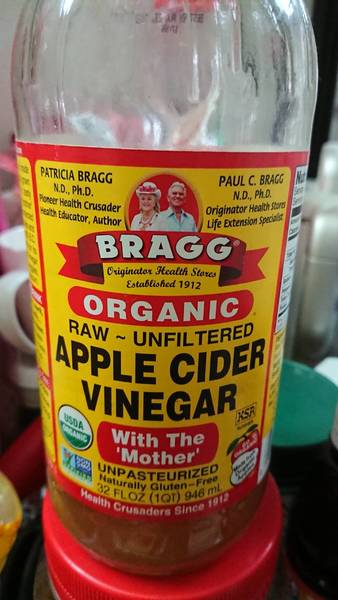 PATRICIA BRAGG
N.D., Ph.D.
Pioneer Health Crusader
Health Educator, Author
PAUL C. BRAGG
N.D., Ph.D.
Originator Health Stores
Life Extension Specialist
BRAGG®
Originator Health Stores
Established 1912
ORGANIC
RAW ~ UNFILTERED
APPLE CIDER
VINEGAR
USDA
ORGANIC
KSA
With The
'Mother'
UNPASTEURIZED
Naturally Gluten-Free
32 FL OZ (1QT) 946 mL
Health Crusaders Since 1912